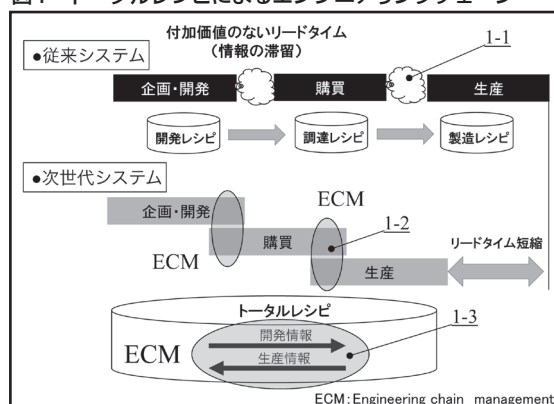 図1 トータルレシピによるエンジニアリングチェーン
付加価値のないリードタイム
(情報の滞留)
1-1
●従来システム
企画・開発
購買
生産
開発レシピ
調達レシピ
製造レシピ
●次世代システム
ECM
企画・開発
1-2
購買
リードタイム短縮
ECM
生産
トータルレシピ
開発情報
1-3
ECM
生産情報
ECM:Engineering chain management